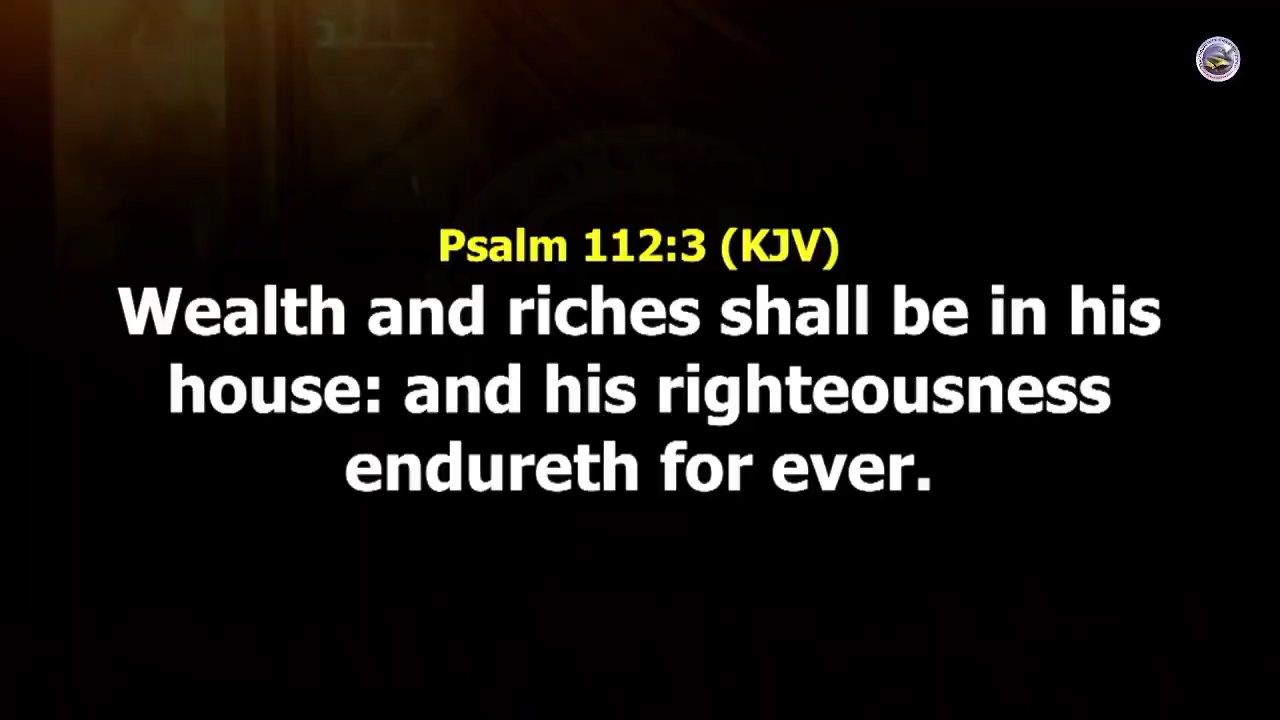 Psalm 112:3 (KJV)
Wealth and riches shall be in his
house: and his righteousness
endureth for ever.